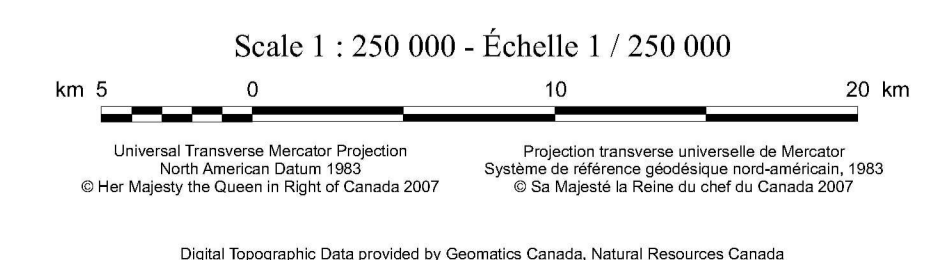 Scale 1 : 250 000 - Échelle 1 / 250 000
km 5 0 10 20 km
Universal Transverse Mercator Projection
North American Datum 1983
© Her Majesty the Queen in Right of Canada 2007
Projection transverse universelle de Mercator
Système de référence géodésique nord-américain, 1983
© Sa Majesté la Reine du chef du Canada 2007
Digital Topographic Data provided by Geomatics Canada, Natural Resources Canada